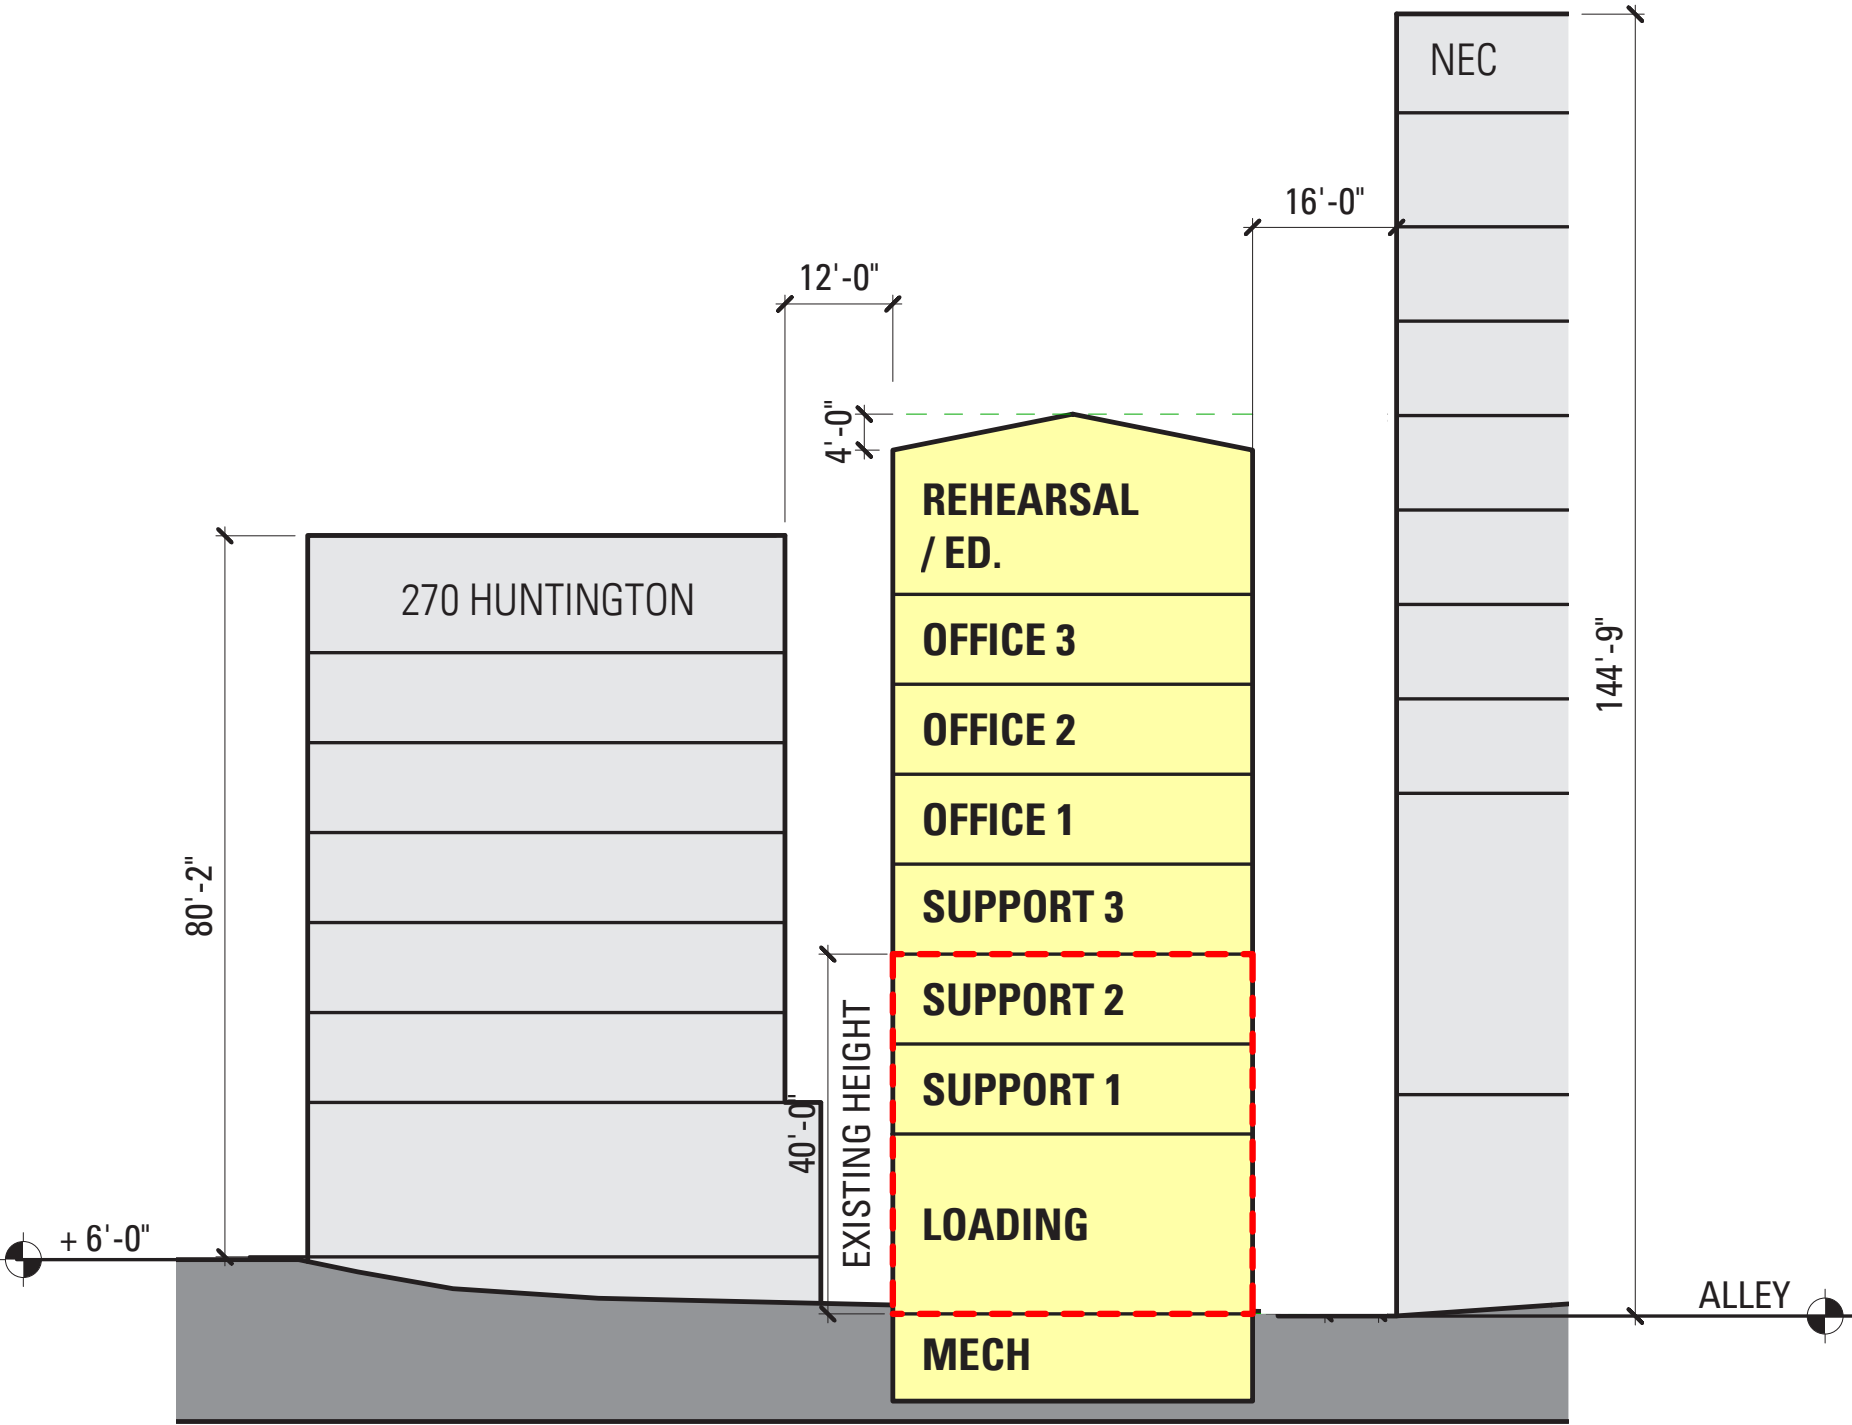 NEC
16'-0"
12'-0"
4'-0"
REHEARSAL
/ ED.
270 HUNTINGTON
OFFICE 3
144'-9"
OFFICE 2
OFFICE 1
80'-2"
SUPPORT 3
SUPPORT 2
EXISTING HEIGHT
40'-0"
SUPPORT 1
LOADING
+ 6'-0"
ALLEY
MECH